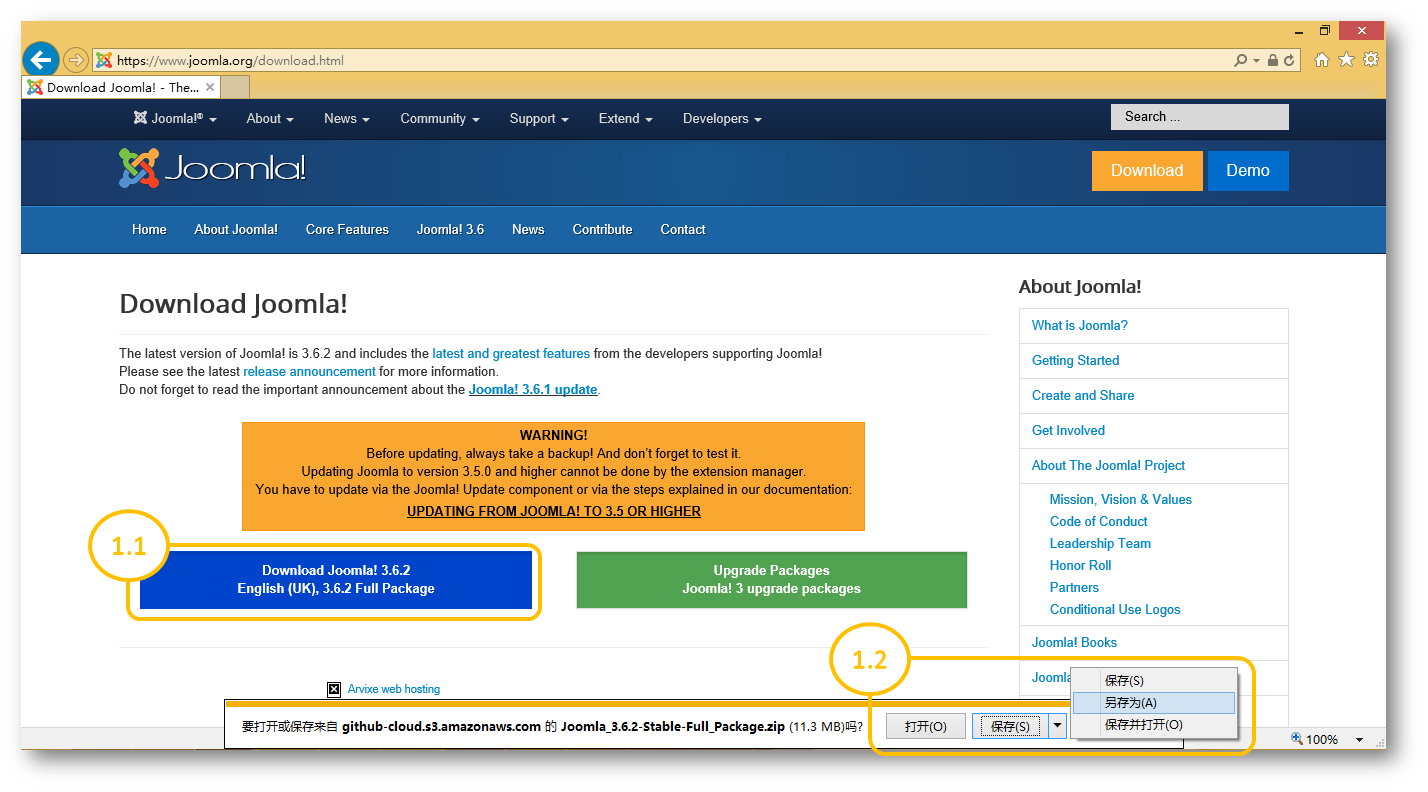 https://www.joomla.org/download.html
Download Joomla! - The...
Joomla!® About News Community Support Extend Developers Search ...
Joomla!
Download Demo
Home About Joomla! Core Features Joomla! 3.6 News Contribute Contact
Download Joomla!
The latest version of Joomla! is 3.6.2 and includes the latest and greatest features from the developers supporting Joomla!
Please see the latest release announcement for more information.
Do not forget to read the important announcement about the Joomla! 3.6.1 update.
WARNING!
Before updating, always take a backup! And don't forget to test it.
Updating Joomla to version 3.5.0 and higher cannot be done by the extension manager.
You have to update via the Joomla! Update component or via the steps explained in our documentation:
UPDATING FROM JOOMLA! TO 3.5 OR HIGHER
1.1
Download Joomla! 3.6.2
English (UK), 3.6.2 Full Package
Upgrade Packages
Joomla! 3 upgrade packages
About Joomla!
What is Joomla?
Getting Started
Create and Share
Get Involved
About The Joomla! Project
Mission, Vision & Values
Code of Conduct
Leadership Team
Honor Roll
Partners
Conditional Use Logos
Joomla! Books
1.2
Arvixe web hosting
要打开或保存来自 github-cloud.s3.amazonaws.com 的 Joomla_3.6.2-Stable-Full_Package.zip (11.3 MB)吗?
打开(O) 保存(S)
保存(S)
另存为(A)
保存并打开(O)
100%